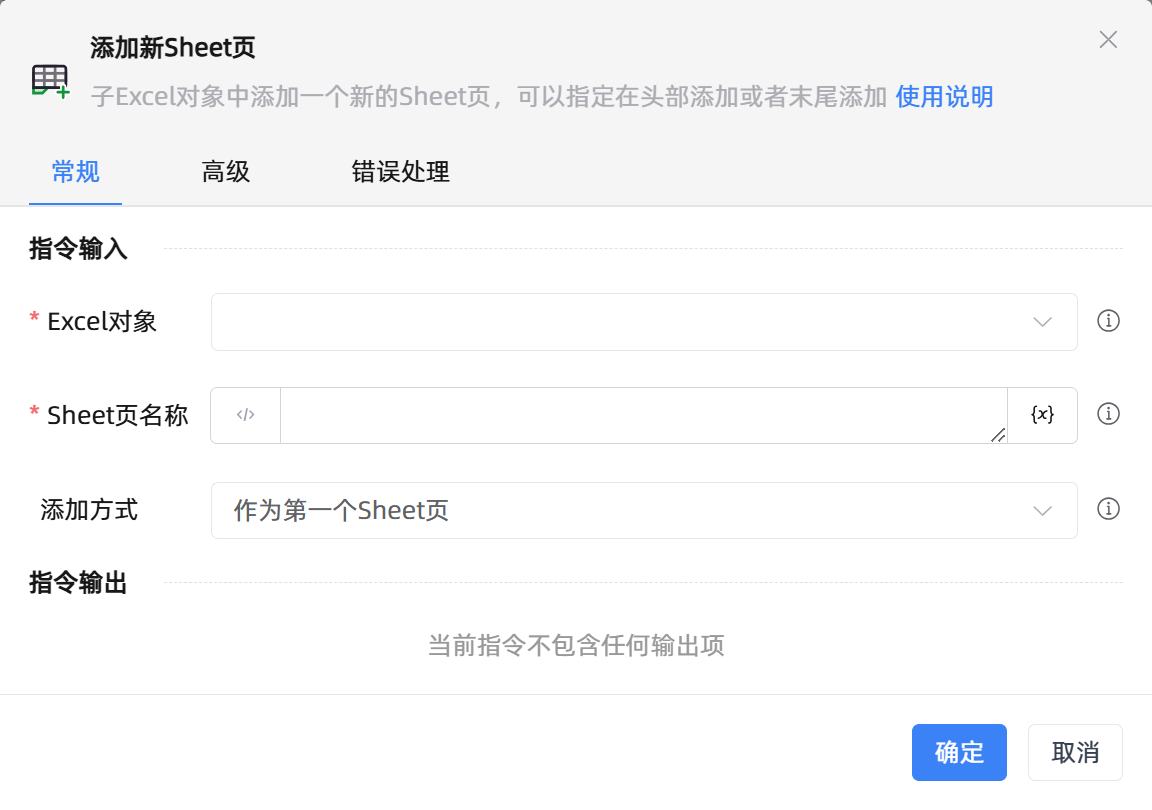 添加新Sheet页
子Excel对象中添加一个新的Sheet页，可以指定在头部添加或者末尾添加 使用说明
常规 高级 错误处理
指令输入
* Excel对象
* Sheet页名称 </> {x}
添加方式 作为第一个Sheet页
指令输出
当前指令不包含任何输出项
确定 取消